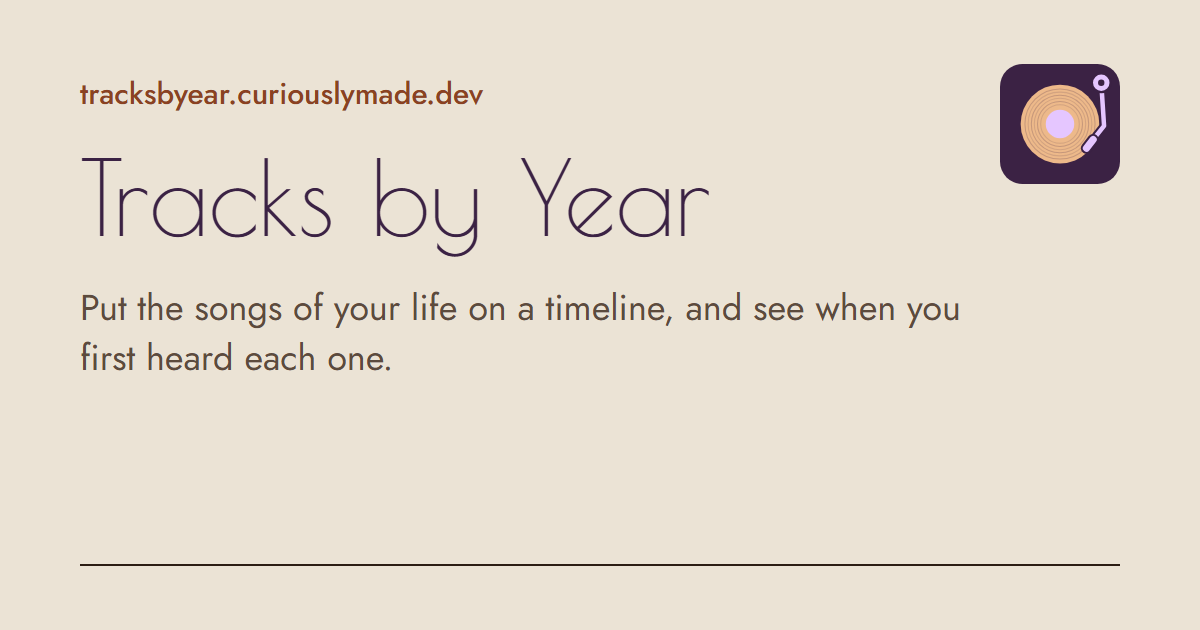 tracksbyear.curiouslymade.dev
Tracks by Year
Put the songs of your life on a timeline, and see when you
first heard each one.